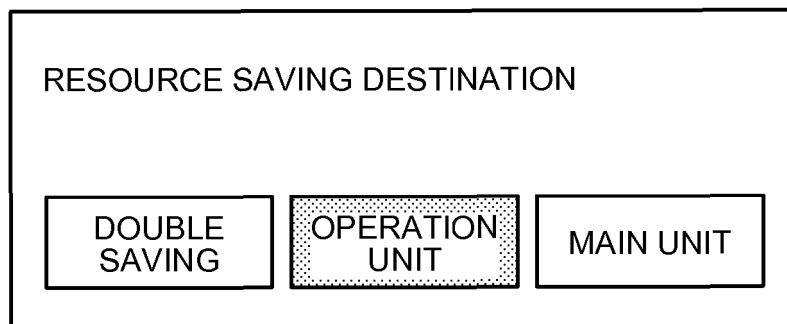 RESOURCE SAVING DESTINATION
DOUBLE
SAVING
OPERATION
UNIT
MAIN UNIT